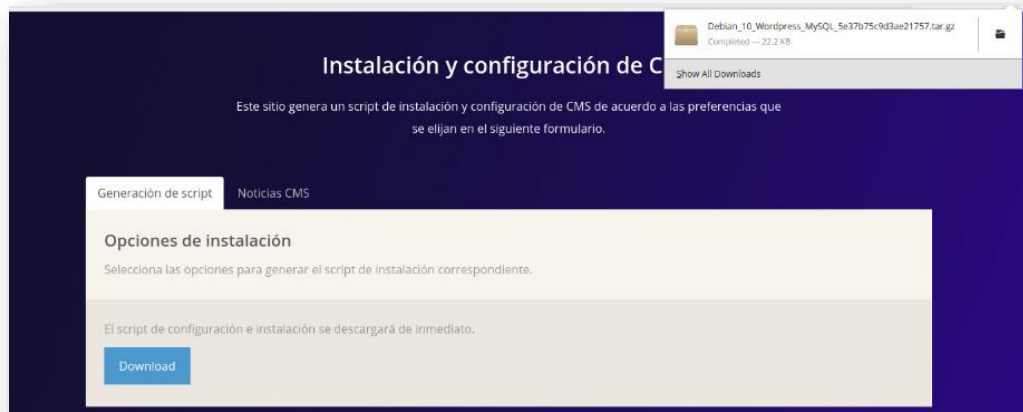 Debian_10_Wordpress_MySQL_5e37b75c9d3ae21757.tar.gz
Completed — 22.2 KB
Show All Downloads
Instalación y configuración de C
Este sitio genera un script de instalación y configuración de CMS de acuerdo a las preferencias que
se elijan en el siguiente formulario.
Generación de script
Noticias CMS
Opciones de instalación
Selecciona las opciones para generar el script de instalación correspondiente.
El script de configuración e instalación se descargará de inmediato.
Download